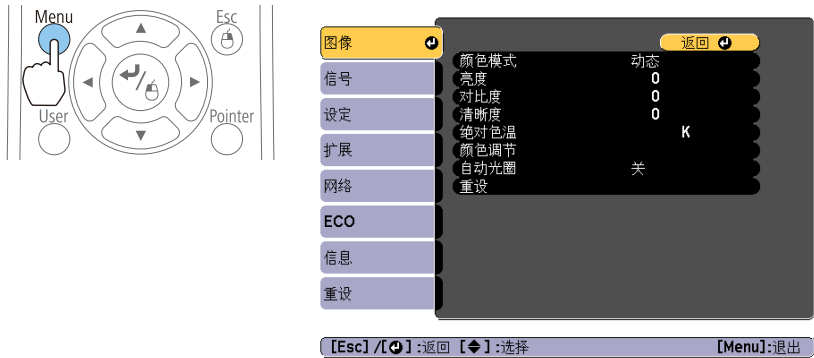 Menu
Esc
User
Pointer
图像
信号
设定
扩展
网络
ECO
信息
重设
返回
颜色模式 动态
亮度 0
对比度 0
清晰度 0
绝对色温 K
颜色调节
自动光圈 关
重设
[Esc] /[ ] :返回 [ ] :选择 [Menu]:退出